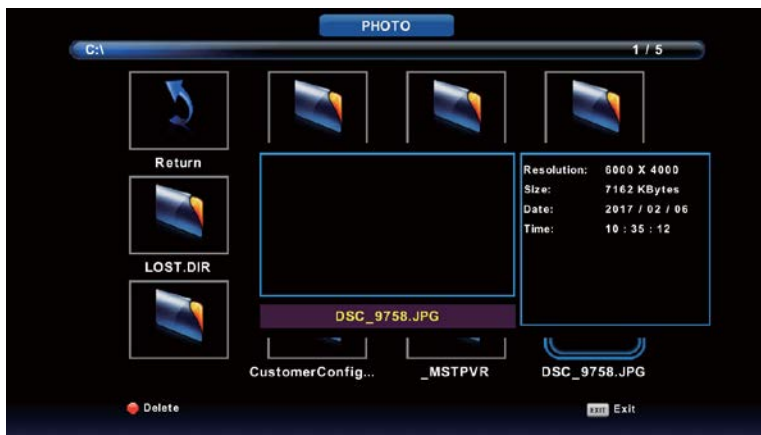 PHOTO
C:\ 1 / 5
Return
Resolution: 6000 X 4000
Size: 7162 KBytes
Date: 2017 / 02 / 06
Time: 10 : 35 : 12
LOST.DIR
DSC_9758.JPG
CustomerConfig... _MSTPVR DSC_9758.JPG
Delete EXIT Exit